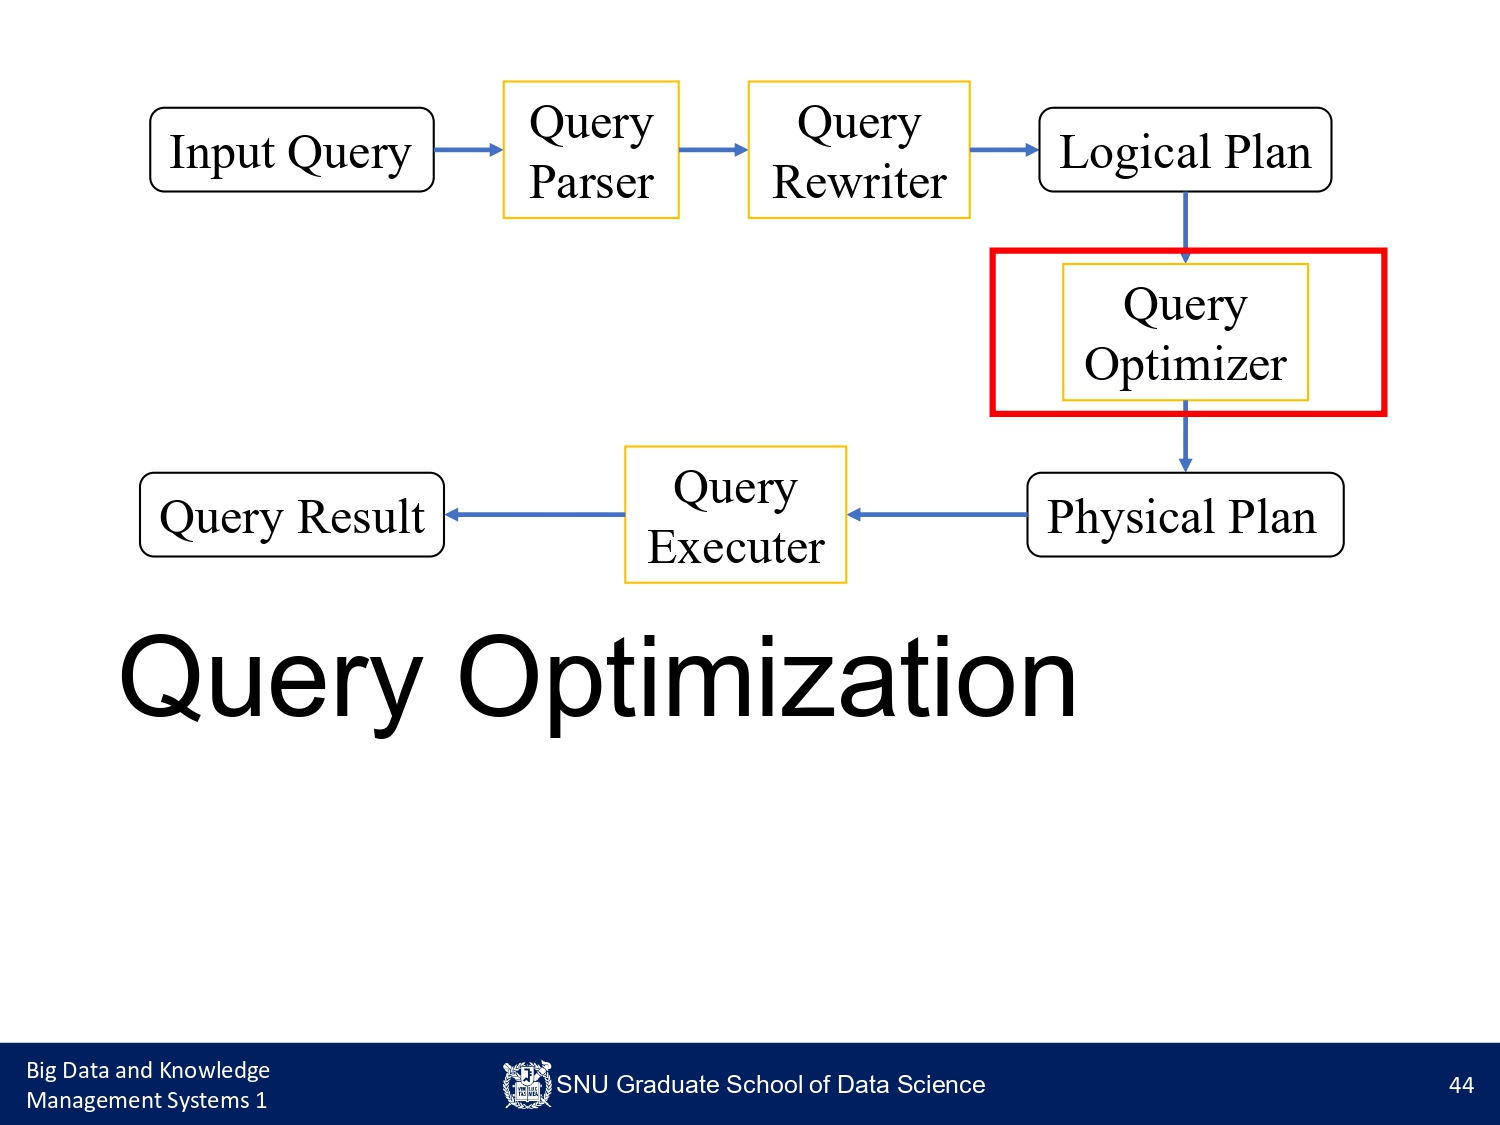 Input Query
Query
Parser
Query
Rewriter
Logical Plan
Query
Optimizer
Query Result
Query
Executer
Physical Plan
Query Optimization
Big Data and Knowledge
Management Systems 1
SNU Graduate School of Data Science
44